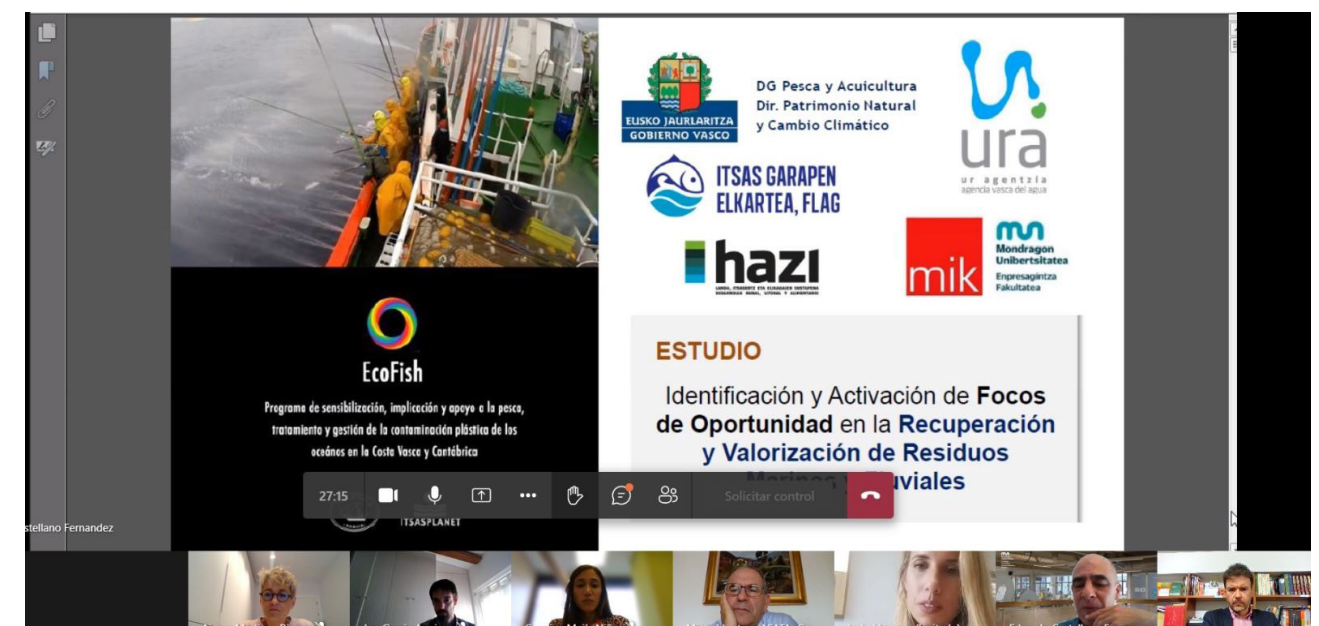 EUSKO JAURLARITZA
GOBIERNO VASCO
DG Pesca y Acuicultura
Dir. Patrimonio Natural
y Cambio Climático
ura
ur agentzia
agencia vasca del agua
ITSAS GARAPEN
ELKARTEA, FLAG
hazi
mik
Mondragon
Unibertsitatea
Enpresagintza
Fakultatea
EcoFish
Programa de sensibilización, implicación y apoyo a la pesca,
tratamiento y gestión de la contaminación plástica de los
océanos en la Costa Vasca y Cantábrica
ITSASPLANET
ESTUDIO
Identificación y Activación de Focos
de Oportunidad en la Recuperación
y Valorización de Residuos
Marinos y Fluviales
27:15
Solicitar control
stellano Fernandez